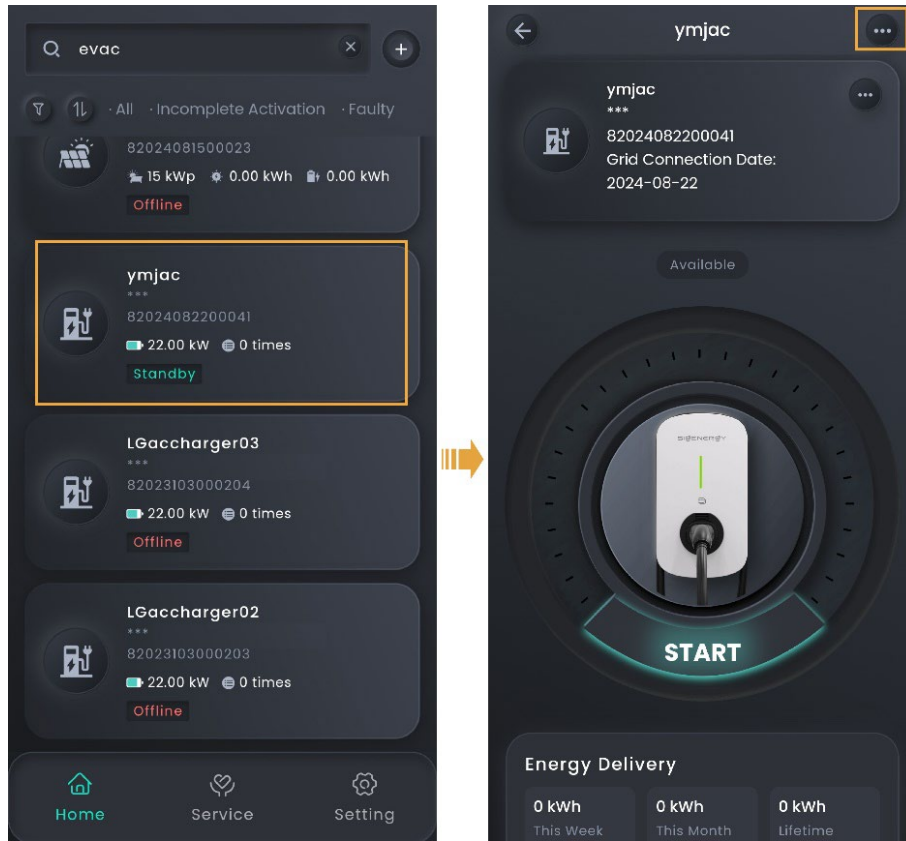 evac
All · Incomplete Activation · Faulty
82024081500023
15 kWp 0.00 kWh 0.00 kWh
Offline
ymjac
***
82024082200041
22.00 kW 0 times
Standby
LGaccharger03
***
82023103000204
22.00 kW 0 times
Offline
LGaccharger02
***
82023103000203
22.00 kW 0 times
Offline
Home Service Setting
ymjac
ymjac
***
82024082200041
Grid Connection Date:
2024-08-22
Available
SIGENERGY
START
Energy Delivery
0 kWh 0 kWh 0 kWh
This Week This Month Lifetime